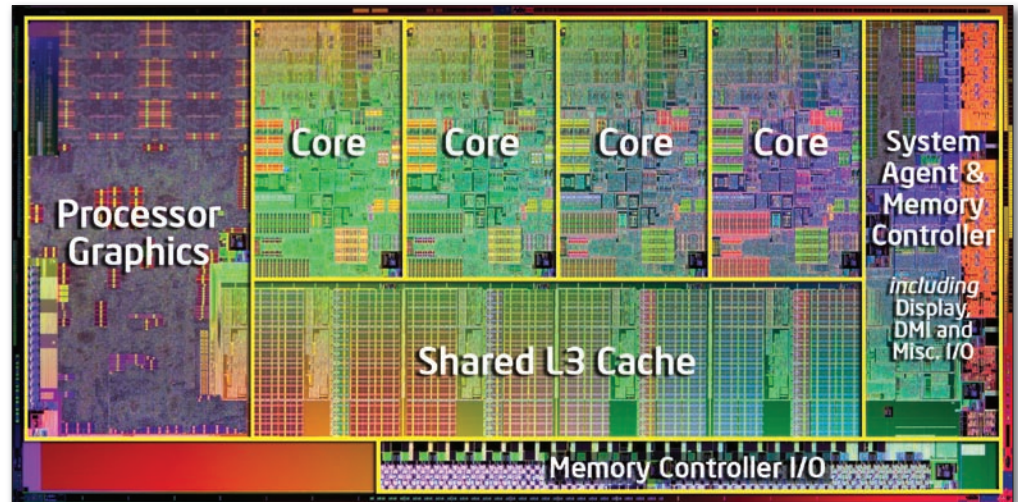 Processor
Graphics
Core
Core
Core
Core
System
Agent &
Memory
Controller
including
Display,
DMI and
Misc. I/O
Shared L3 Cache
Memory Controller I/O